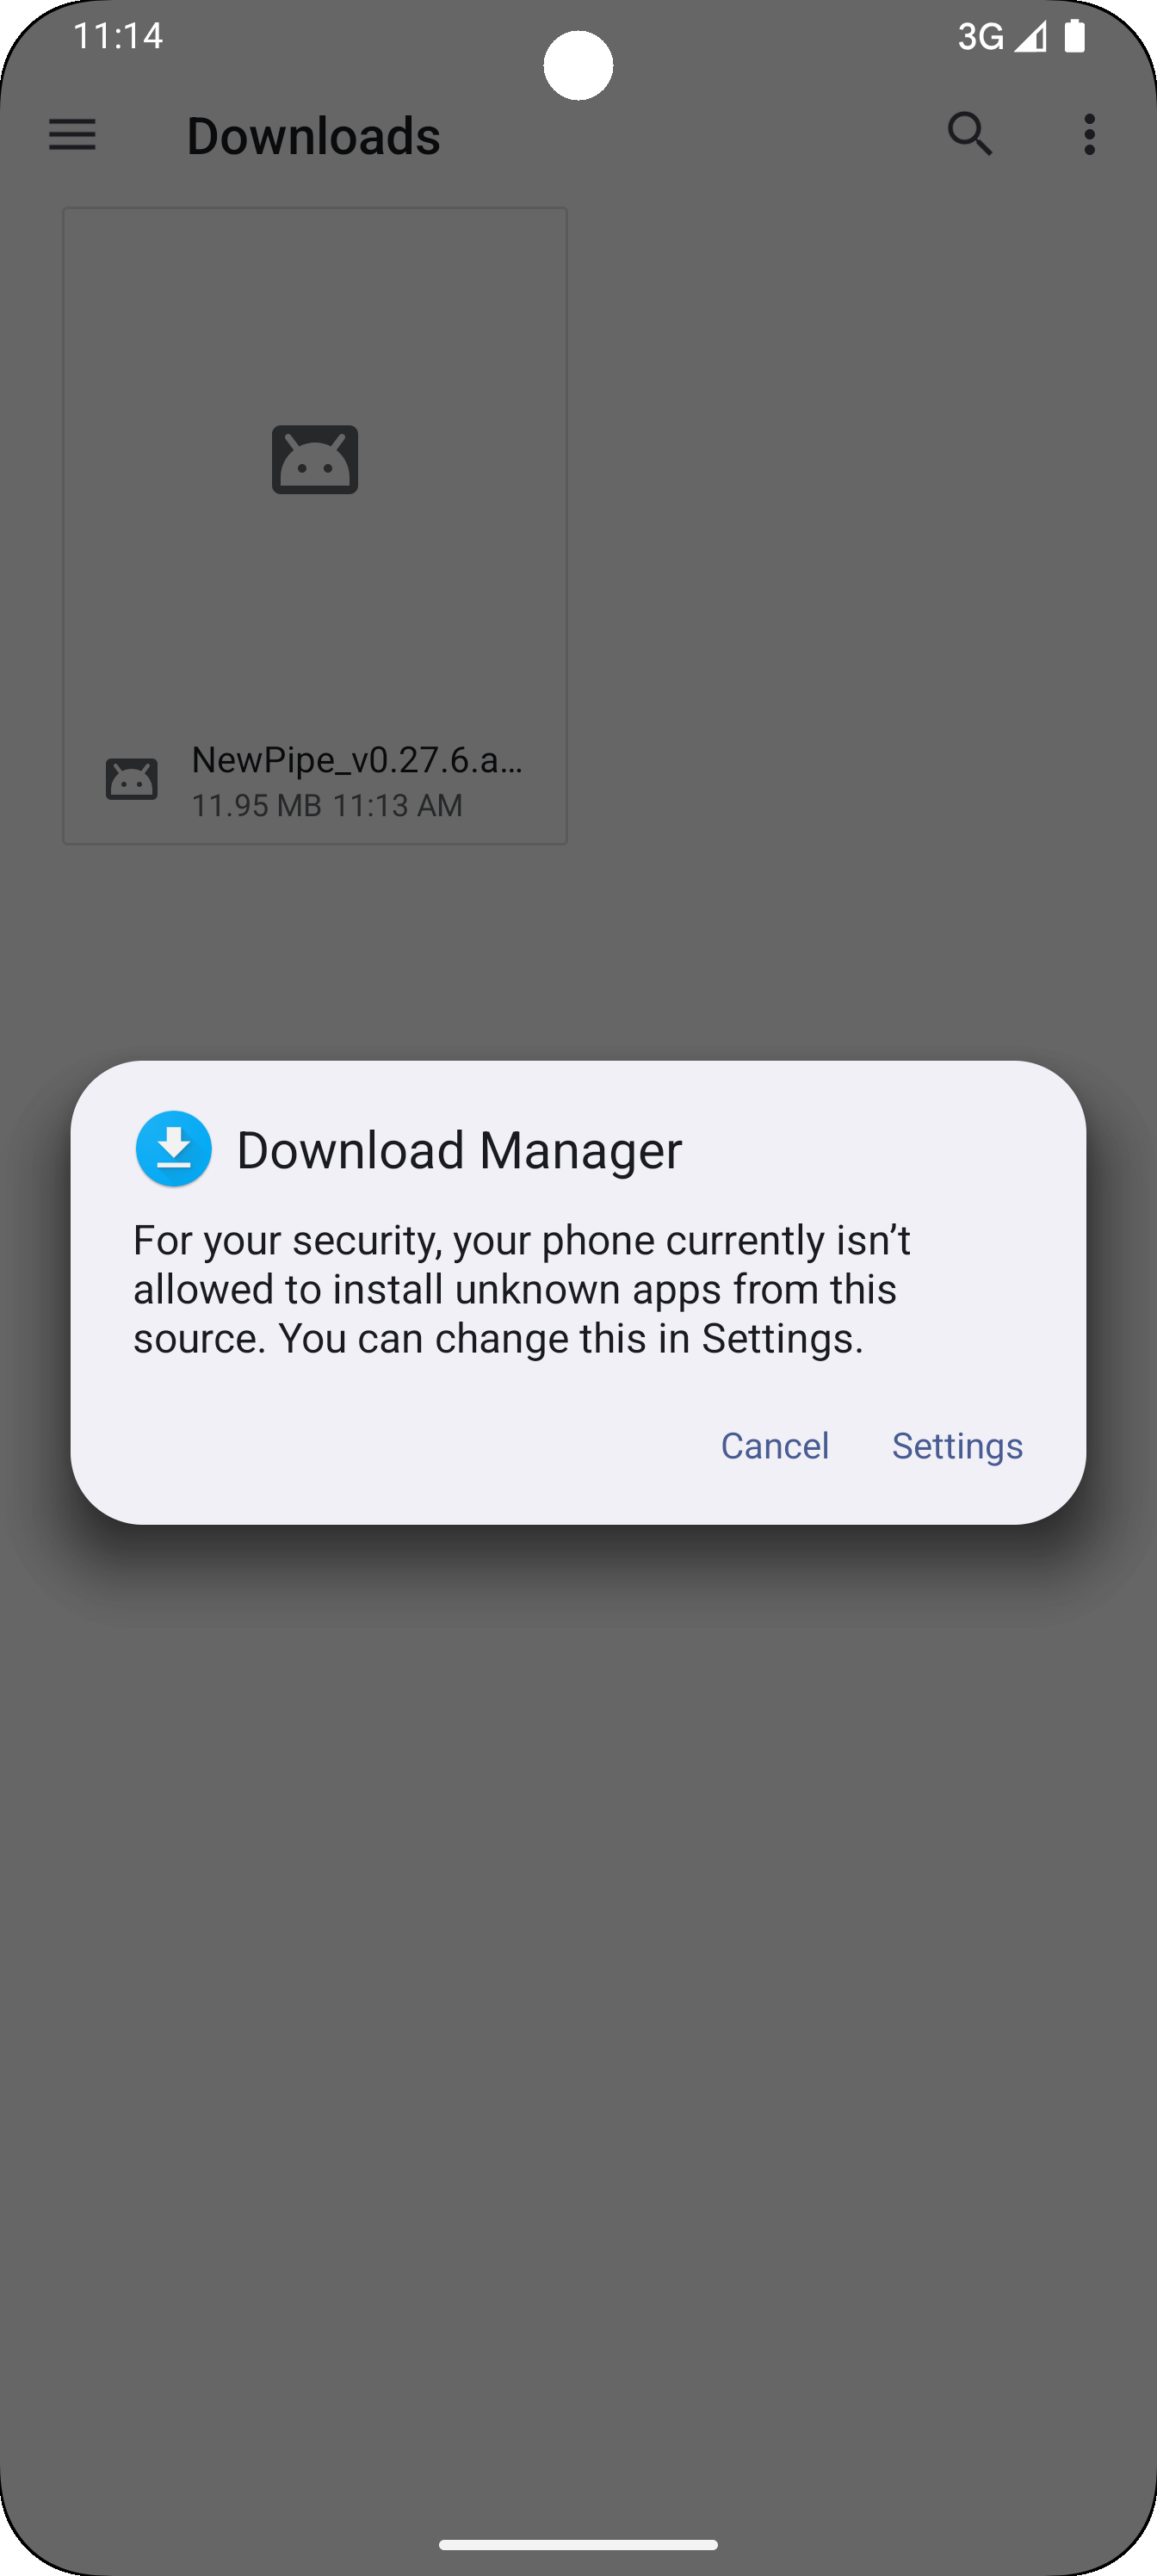 11:14
3G
Downloads
NewPipe_v0.27.6.a…
11.95 MB 11:13 AM
Download Manager
For your security, your phone currently isn’t
allowed to install unknown apps from this
source. You can change this in Settings.
Cancel Settings